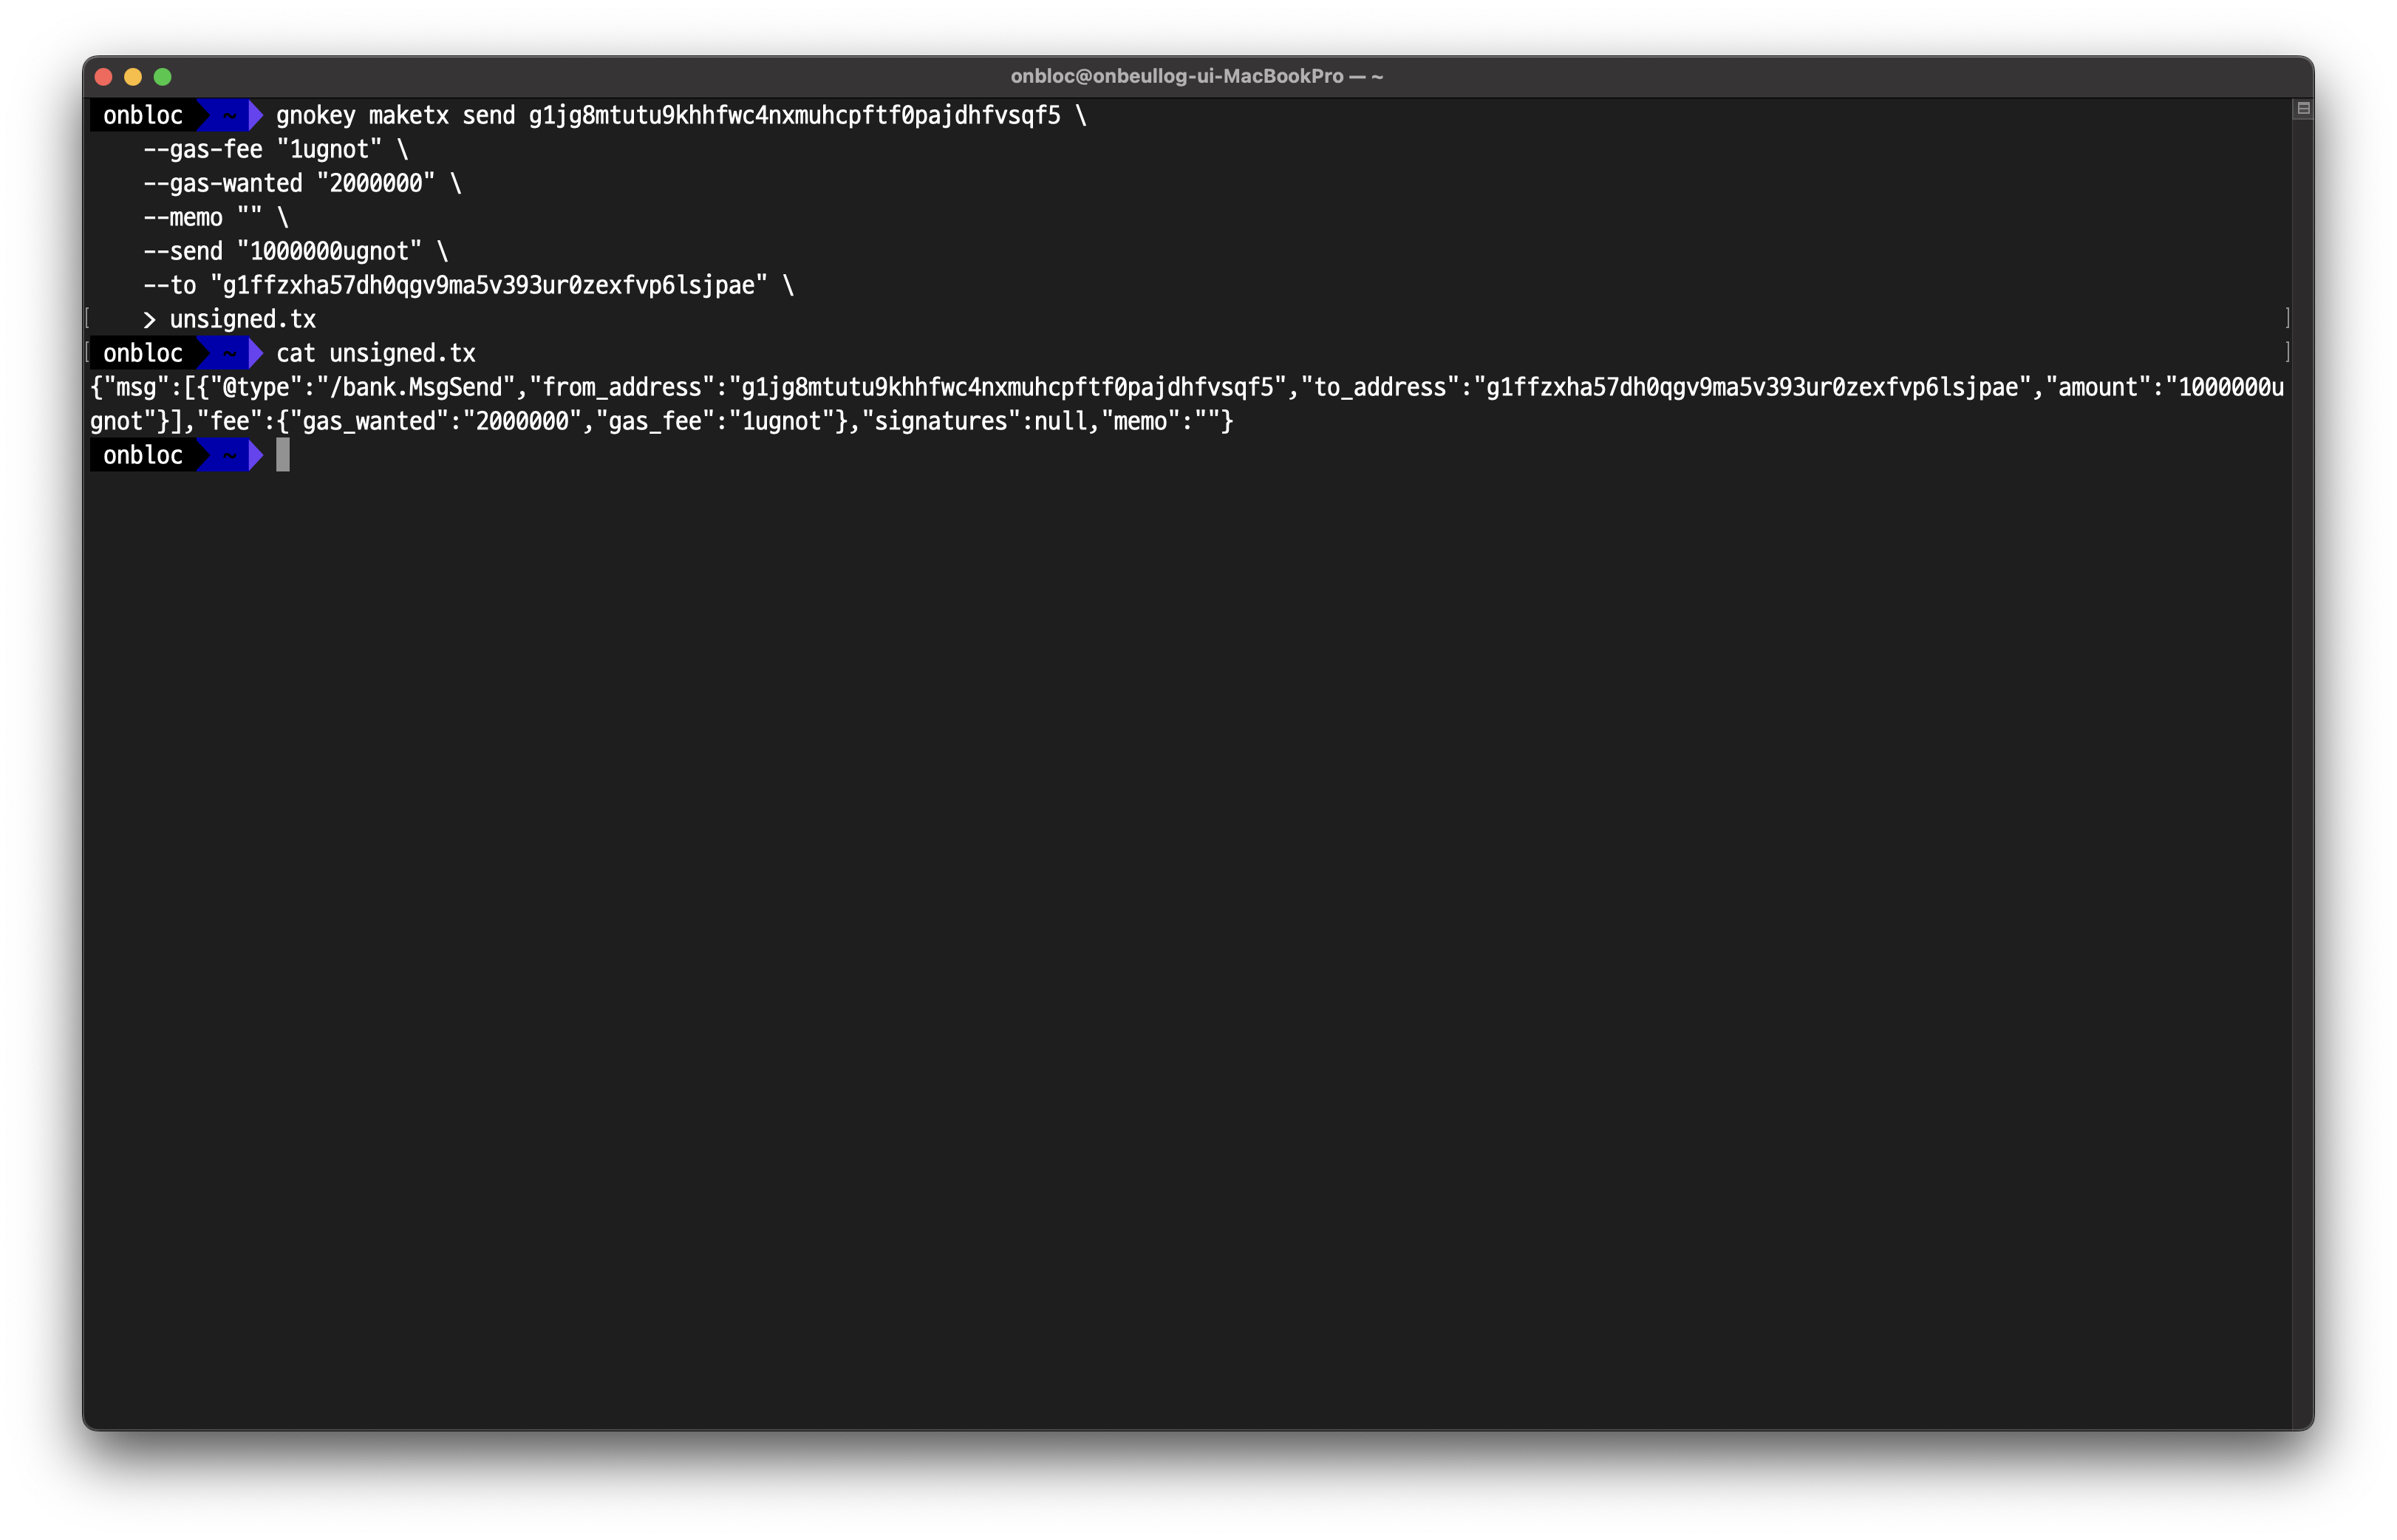 onbloc@onbeullog-ui-MacBookPro — ~
onbloc ~ gnokey maketx send g1jg8mtutu9khhfwc4nxmuhcpftf0pajdhfvsqf5 \
--gas-fee "1ugnot" \
--gas-wanted "2000000" \
--memo "" \
--send "1000000ugnot" \
--to "g1ffzxha57dh0qgv9ma5v393ur0zexfvp6lsjpae" \
> unsigned.tx
onbloc ~ cat unsigned.tx
{"msg":[{"@type":"/bank.MsgSend","from_address":"g1jg8mtutu9khhfwc4nxmuhcpftf0pajdhfvsqf5","to_address":"g1ffzxha57dh0qgv9ma5v393ur0zexfvp6lsjpae","amount":"1000000u
gnot"}],"fee":{"gas_wanted":"2000000","gas_fee":"1ugnot"},"signatures":null,"memo":""}
onbloc ~